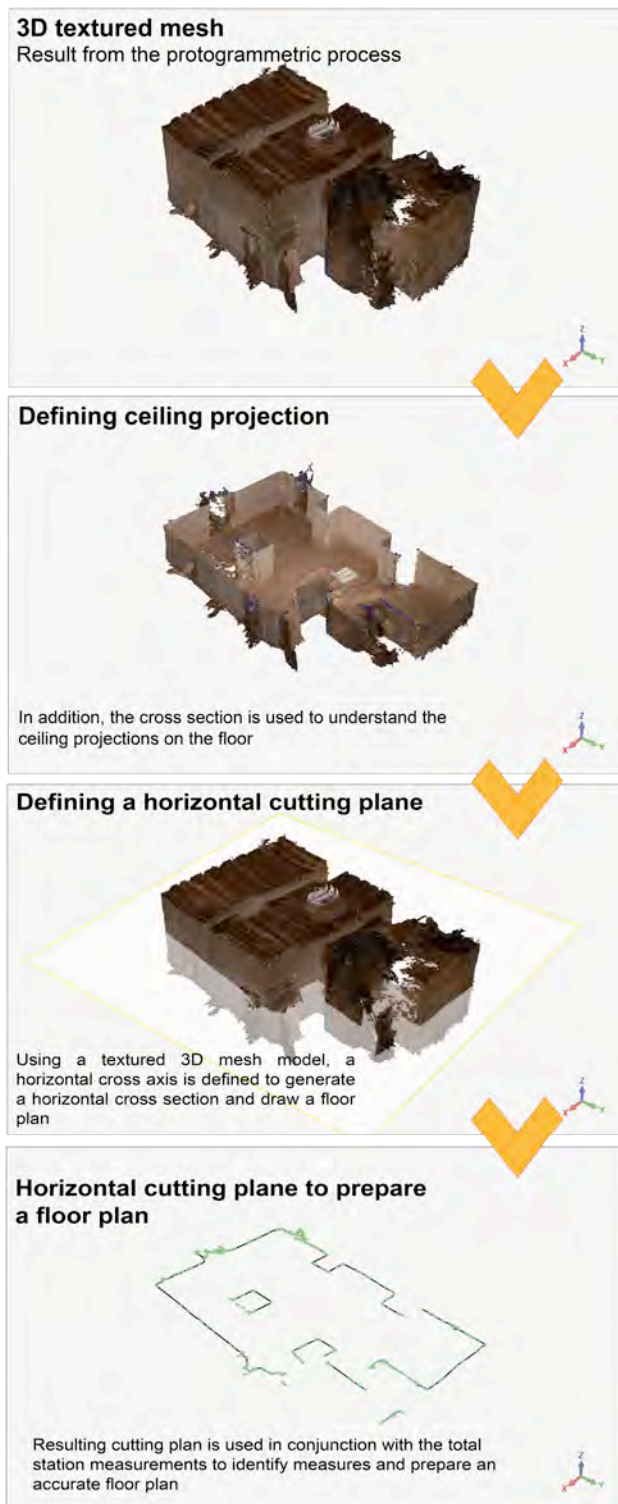 3D textured mesh
Result from the protogrammetric process
Z
X
Y
Defining ceiling projection
In addition, the cross section is used to understand the
ceiling projections on the floor
Z
X
Y
Defining a horizontal cutting plane
Using a textured 3D mesh model, a
horizontal cross axis is defined to generate
a horizontal cross section and draw a floor
plan
Z
X
Y
Horizontal cutting plane to prepare
a floor plan
Resulting cutting plan is used in conjunction with the total
station measurements to identify measures and prepare an
accurate floor plan
Z
X
Y